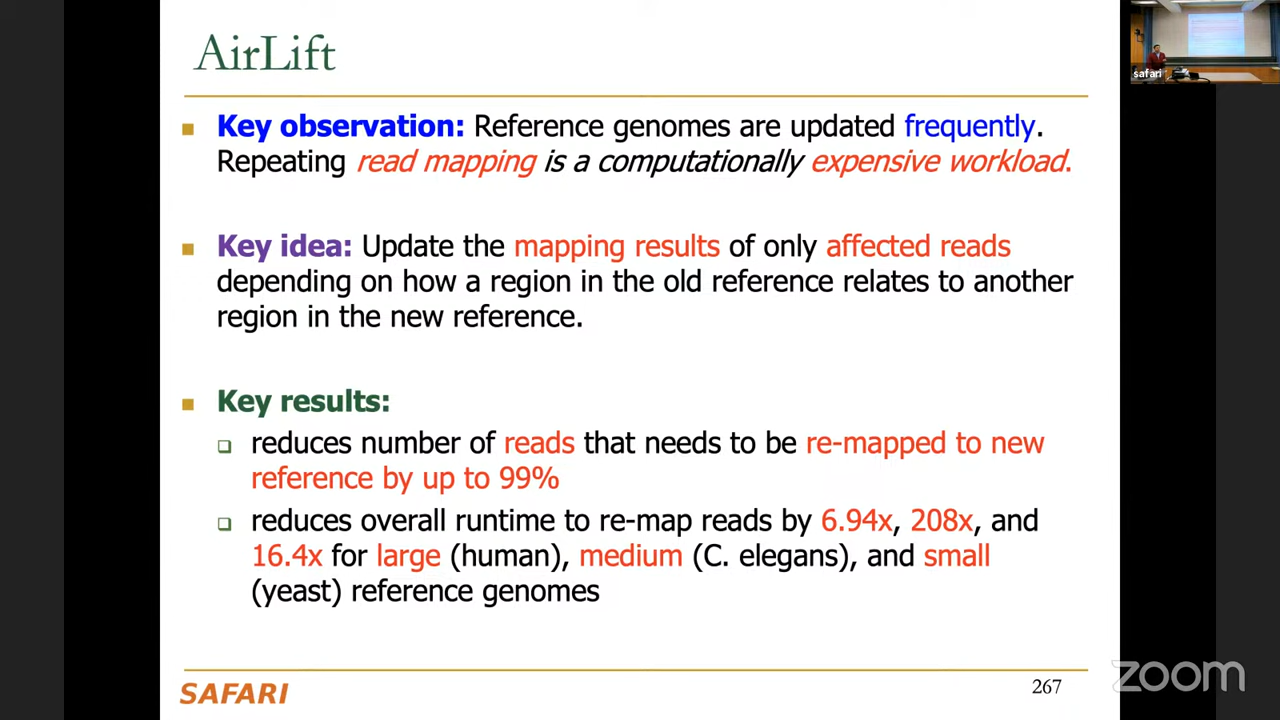 AirLift
safari
Key observation: Reference genomes are updated frequently.
Repeating read mapping is a computationally expensive workload.
Key idea: Update the mapping results of only affected reads
depending on how a region in the old reference relates to another
region in the new reference.
Key results:
reduces number of reads that needs to be re-mapped to new
reference by up to 99%
reduces overall runtime to re-map reads by 6.94x, 208x, and
16.4x for large (human), medium (C. elegans), and small
(yeast) reference genomes
SAFARI
267
zoom